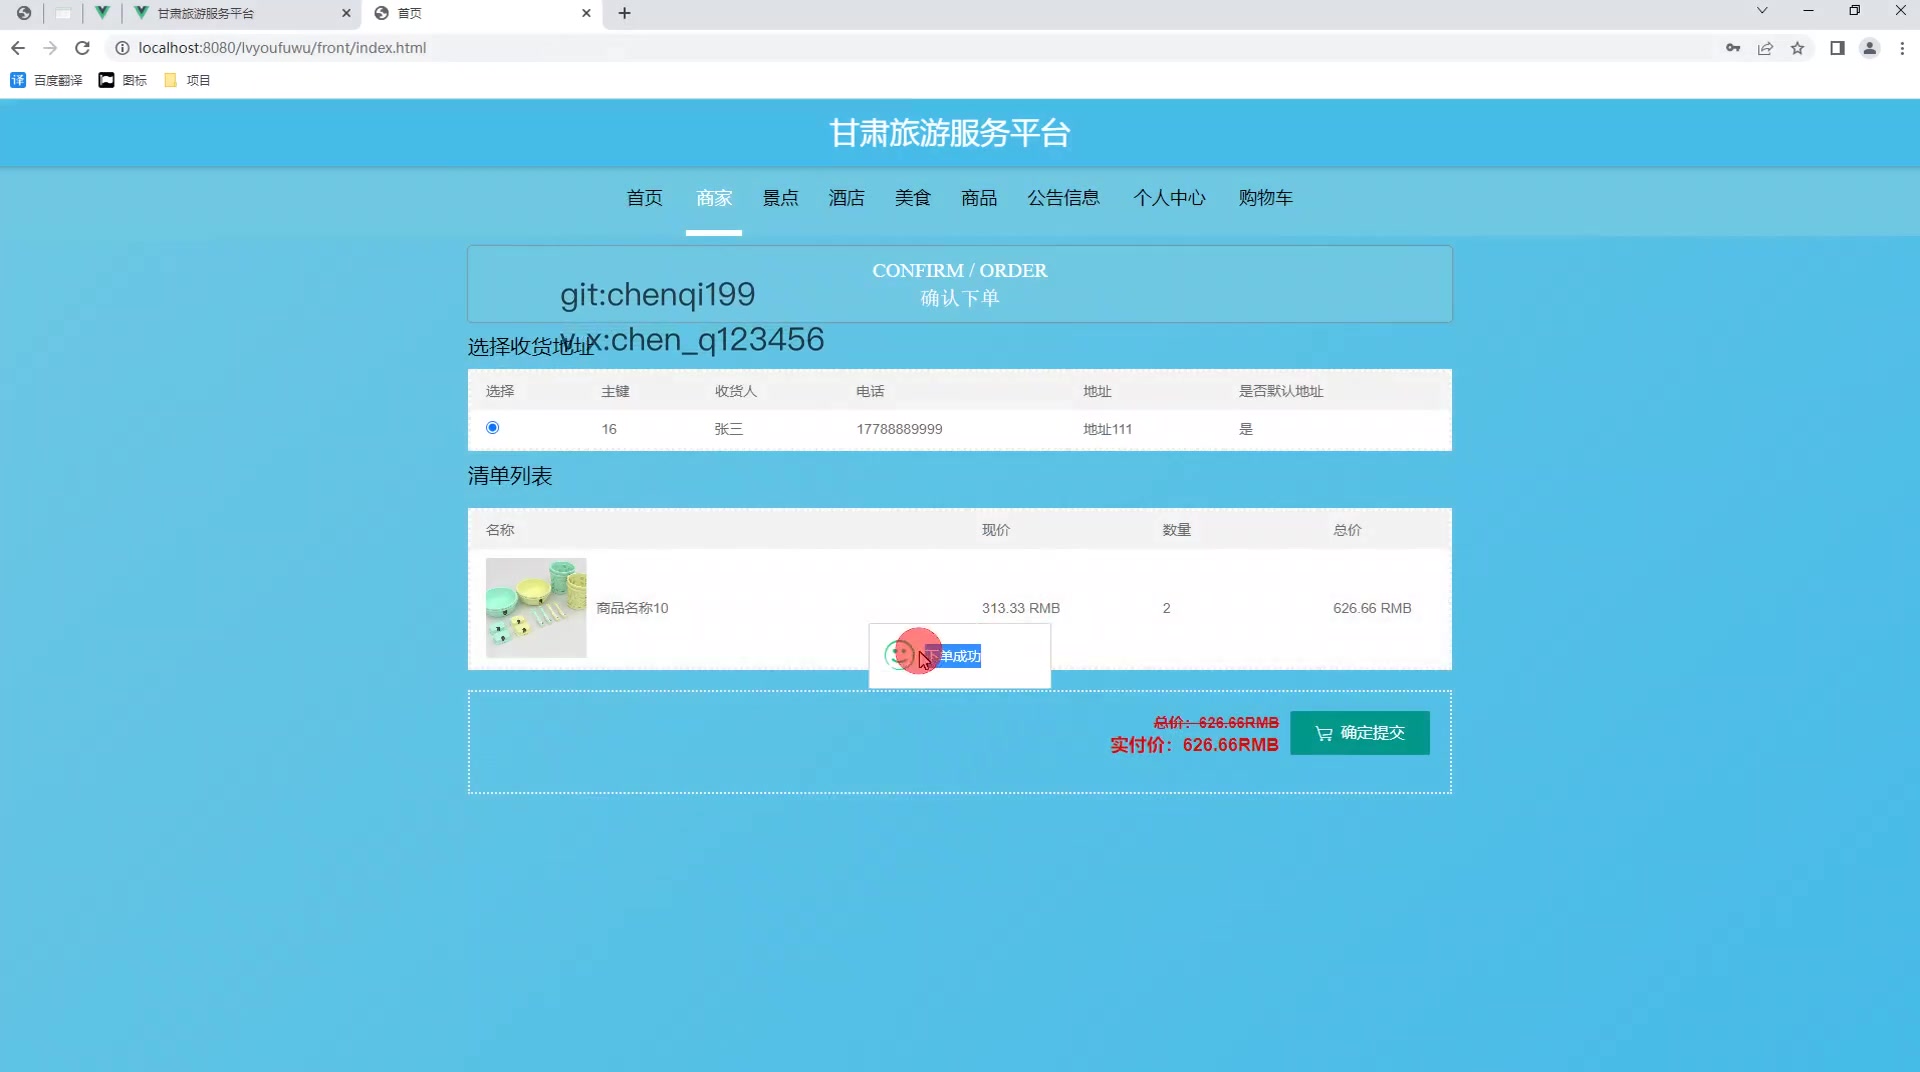 甘肃旅游服务平台
首页
localhost:8080/lvyoufuwu/front/index.html
百度翻译 图标 项目
甘肃旅游服务平台
首页 商家 景点 酒店 美食 商品 公告信息 个人中心 购物车
CONFIRM / ORDER
确认下单
git:chenqi199
v.x:chen_q123456
选择收货地址
选择 主键 收货人 电话 地址 是否默认地址
16 张三 17788889999 地址111 是
清单列表
名称 现价 数量 总价
商品名称10 313.33 RMB 2 626.66 RMB
下单成功
总价：626.66RMB
实付价：626.66RMB
确定提交